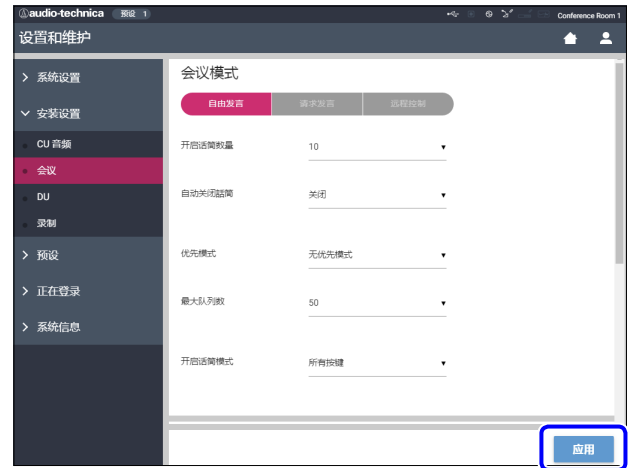 audio-technica 预设 1 Conference Room 1
设置和维护
系统设置
安装设置
CU 音频
会议
DU
录制
预设
正在登录
系统信息
会议模式
自由发言 请求发言 远程控制
开启话筒数量 10
自动关闭話筒 关闭
优先模式 无优先模式
最大队列数 50
开启话筒模式 所有按键
应用